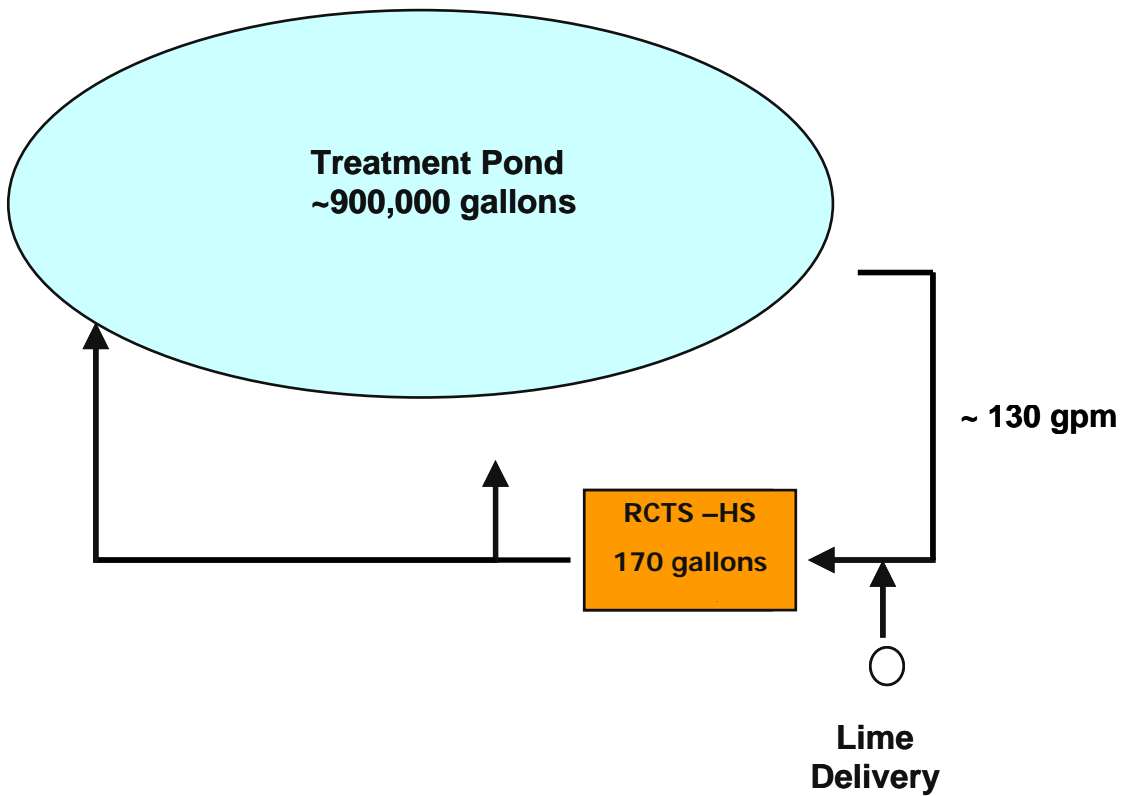 Treatment Pond
~900,000 gallons
~ 130 gpm
RCTS –HS
170 gallons
Lime
Delivery